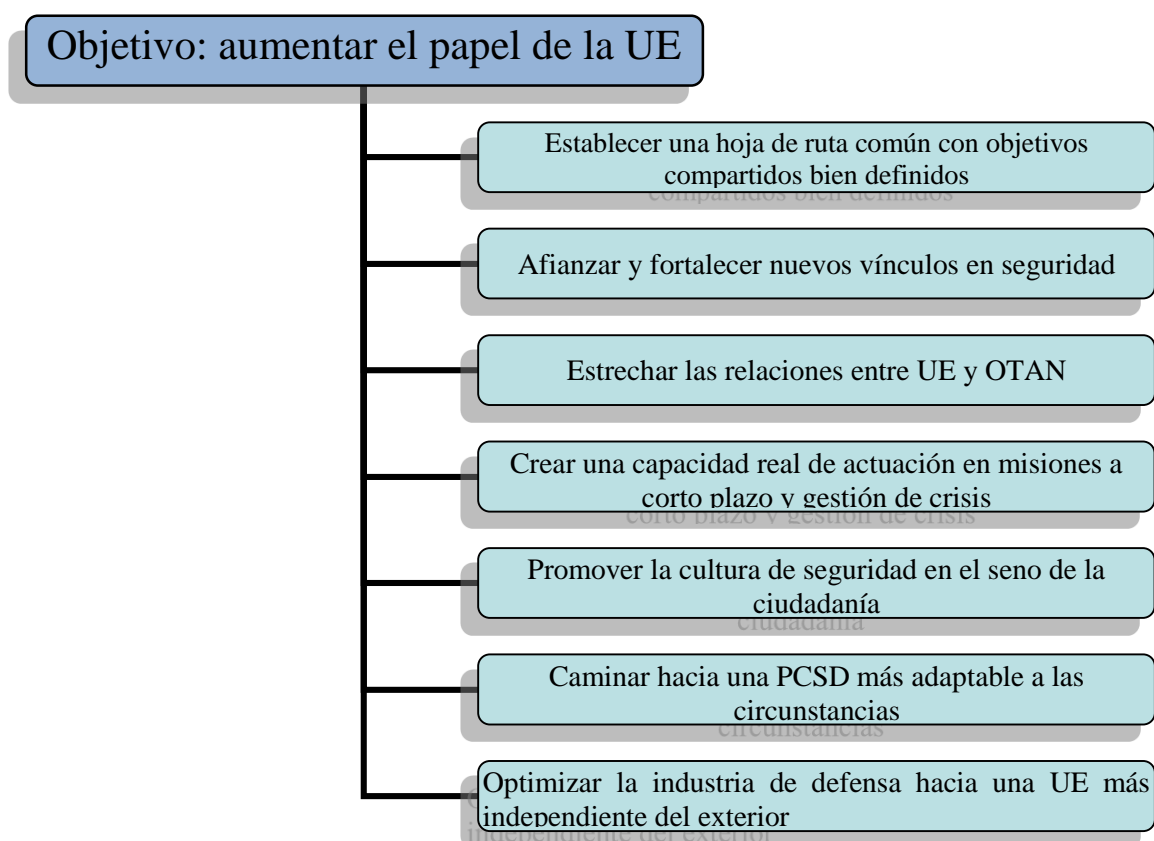 Objetivo: aumentar el papel de la UE
Establecer una hoja de ruta común con objetivos
compartidos bien definidos
Afianzar y fortalecer nuevos vínculos en seguridad
Estrechar las relaciones entre UE y OTAN
Crear una capacidad real de actuación en misiones a
corto plazo y gestión de crisis
Promover la cultura de seguridad en el seno de la
ciudadanía
Caminar hacia una PCSD más adaptable a las
circunstancias
Optimizar la industria de defensa hacia una UE más
independiente del exterior